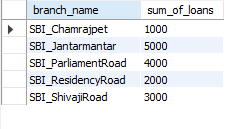 branch_name sum_of_loans
SBI_Chamrajpet 1000
SBI_Jantarmantar 5000
SBI_ParliamentRoad 4000
SBI_ResidencyRoad 2000
SBI_ShivajiRoad 3000